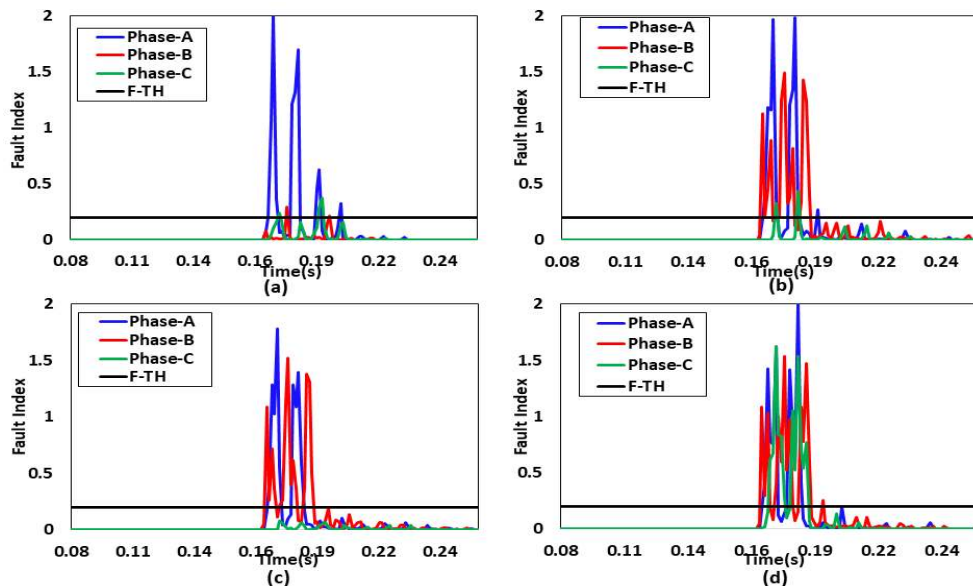 2
1.5
1
0.5
0
Fault Index
Phase-A
Phase-B
Phase-C
F-TH
0.08 0.11 0.14 0.16 0.19 0.22 0.24
Time(s)
(a)
2
1.5
1
0.5
0
Fault Index
Phase-A
Phase-B
Phase-C
F-TH
0.08 0.11 0.14 0.16 0.19 0.22 0.24
Time(s)
(b)
2
1.5
1
0.5
0
Fault Index
Phase-A
Phase-B
Phase-C
F-TH
0.08 0.11 0.14 0.16 0.19 0.22 0.24
Time(s)
(c)
2
1.5
1
0.5
0
Fault Index
Phase-A
Phase-B
Phase-C
F-TH
0.08 0.11 0.14 0.16 0.19 0.22 0.24
Time(s)
(d)